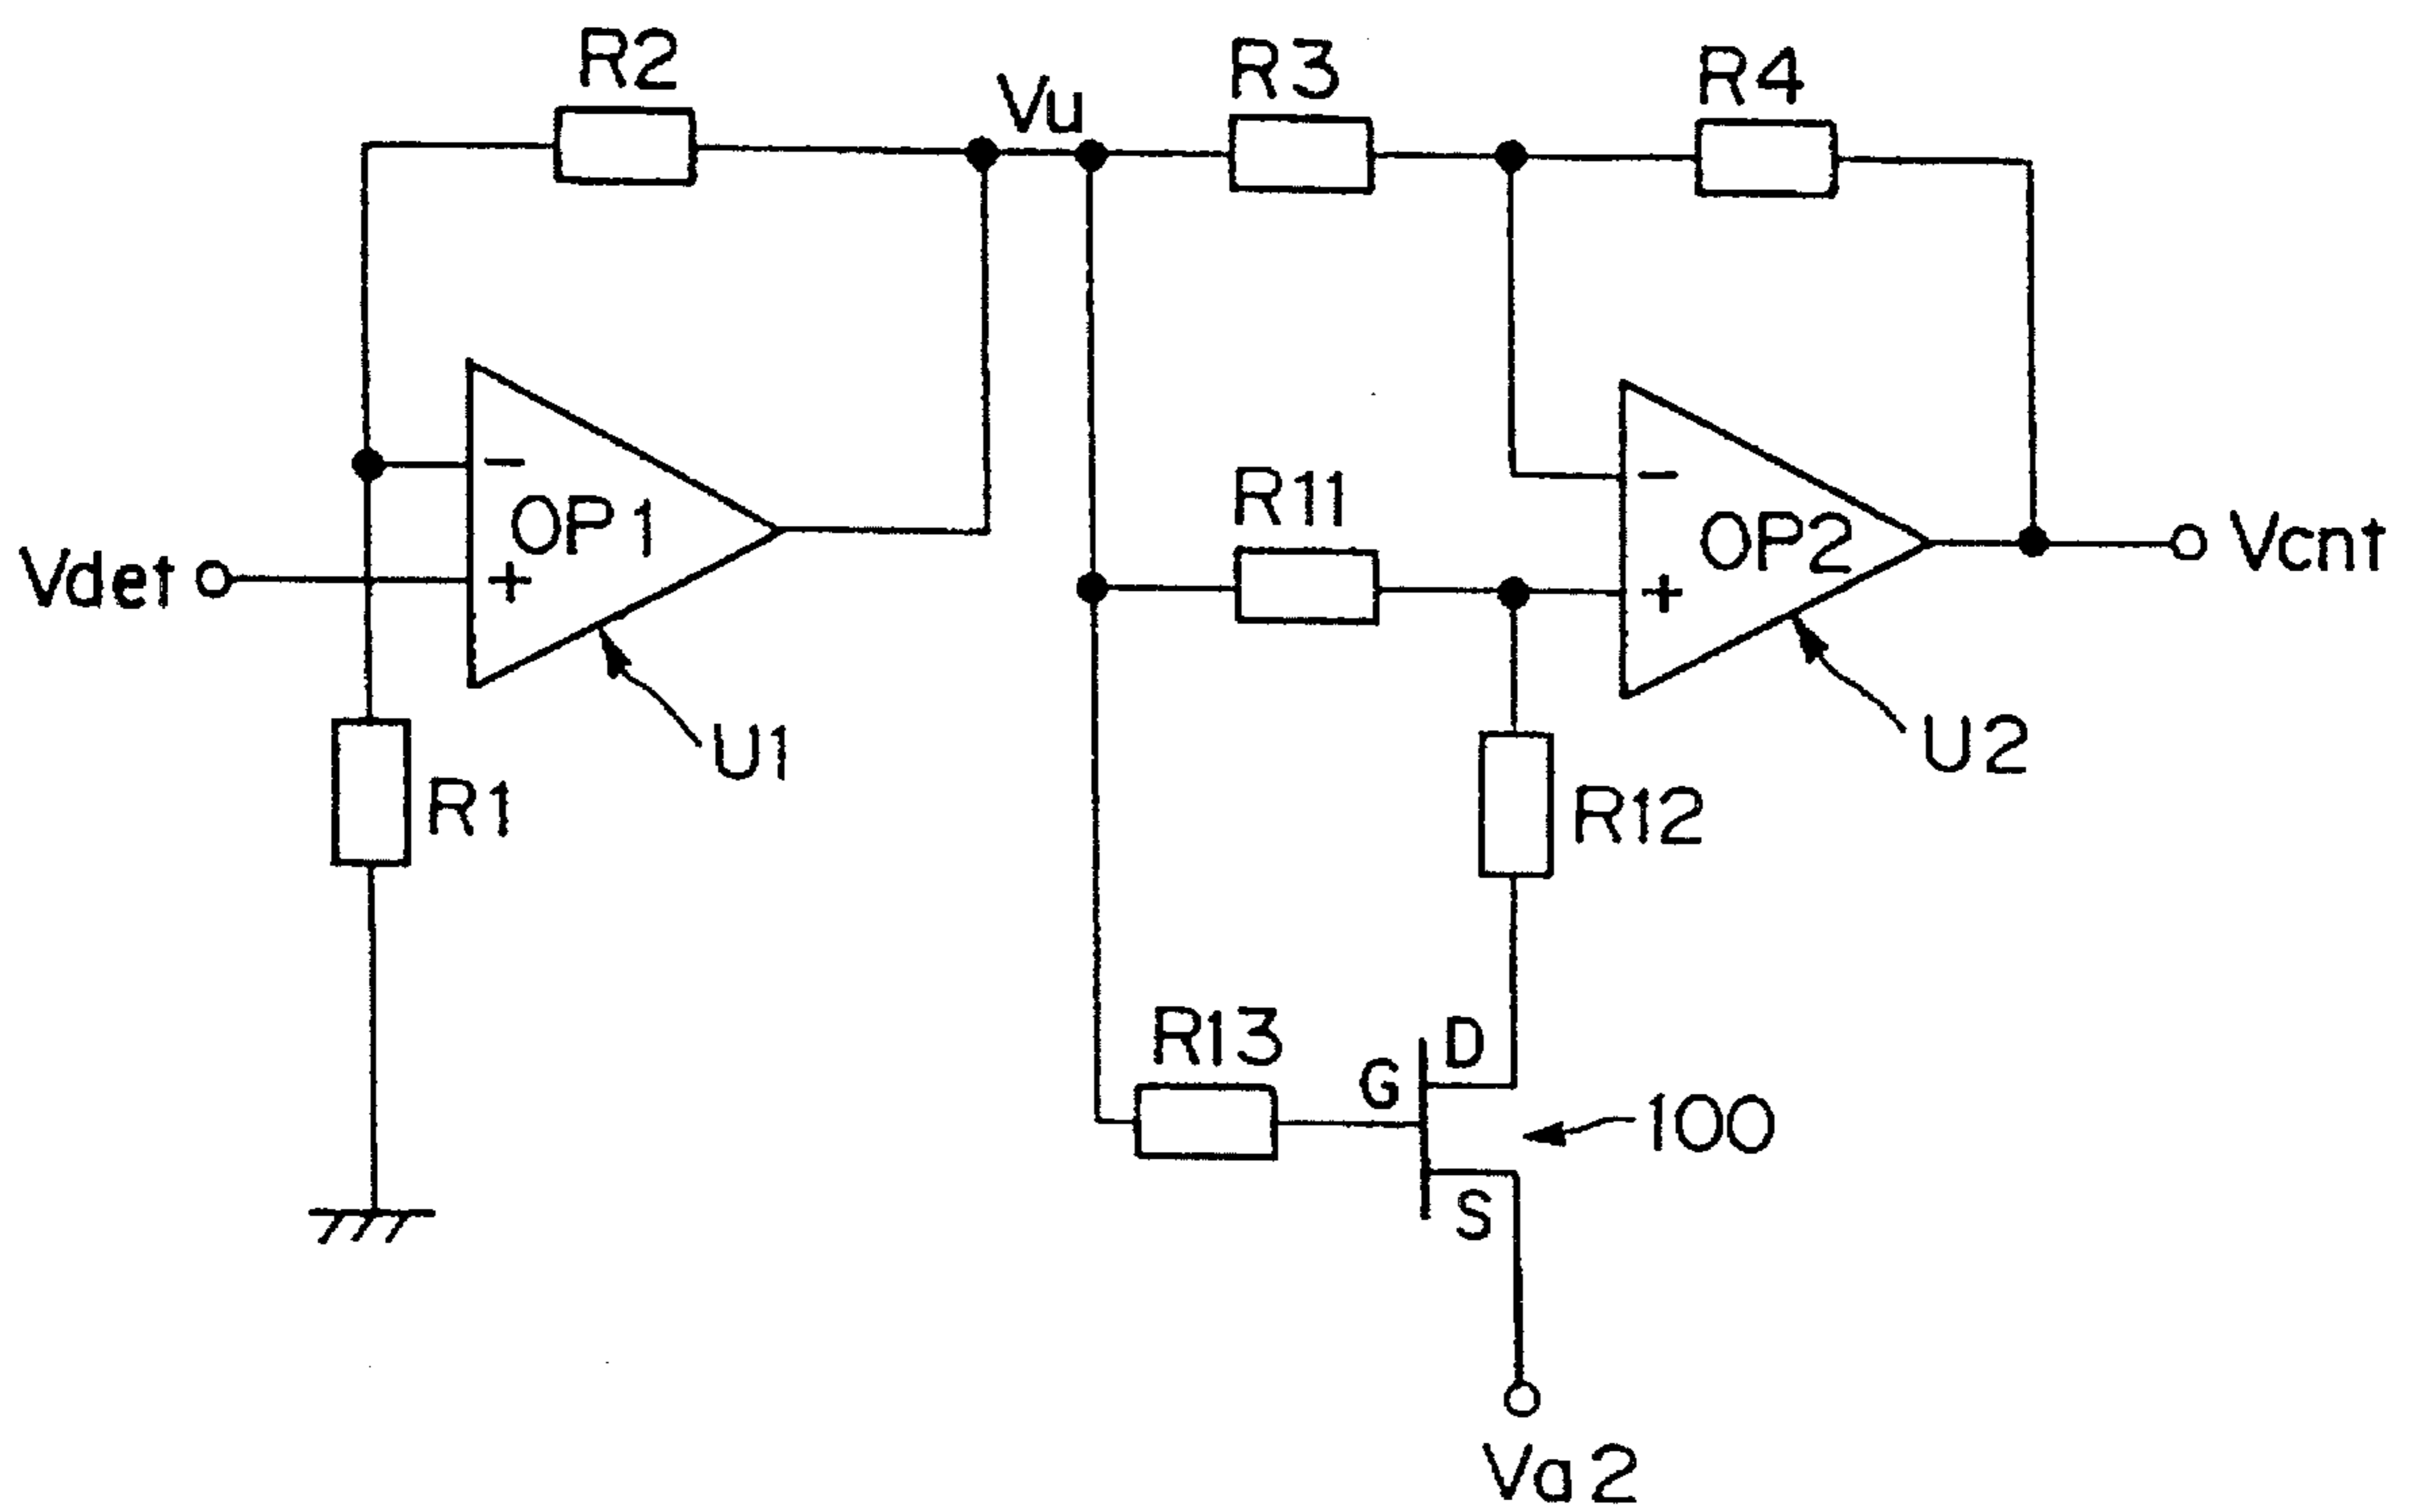 R2
Vu
R3
R4
-
OP1
+
Vdet
U1
R1
R11
-
OP2
+
Vcnt
U2
R12
R13
G
D
S
100
Va2